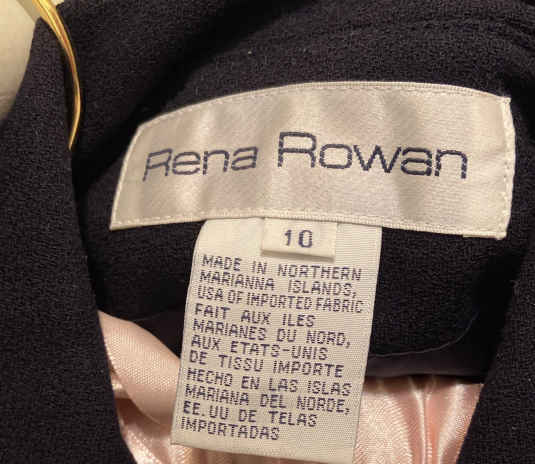 Rena Rowan
10
MADE IN NORTHERN
MARIANNA ISLANDS,
USA OF IMPORTED FABRIC
FAIT AUX ILES
MARIANES DU NORD,
AUX ETATS-UNIS
DE TISSU IMPORTE
HECHO EN LAS ISLAS
MARIANA DEL NORDE,
EE.UU DE TELAS
IMPORTADAS